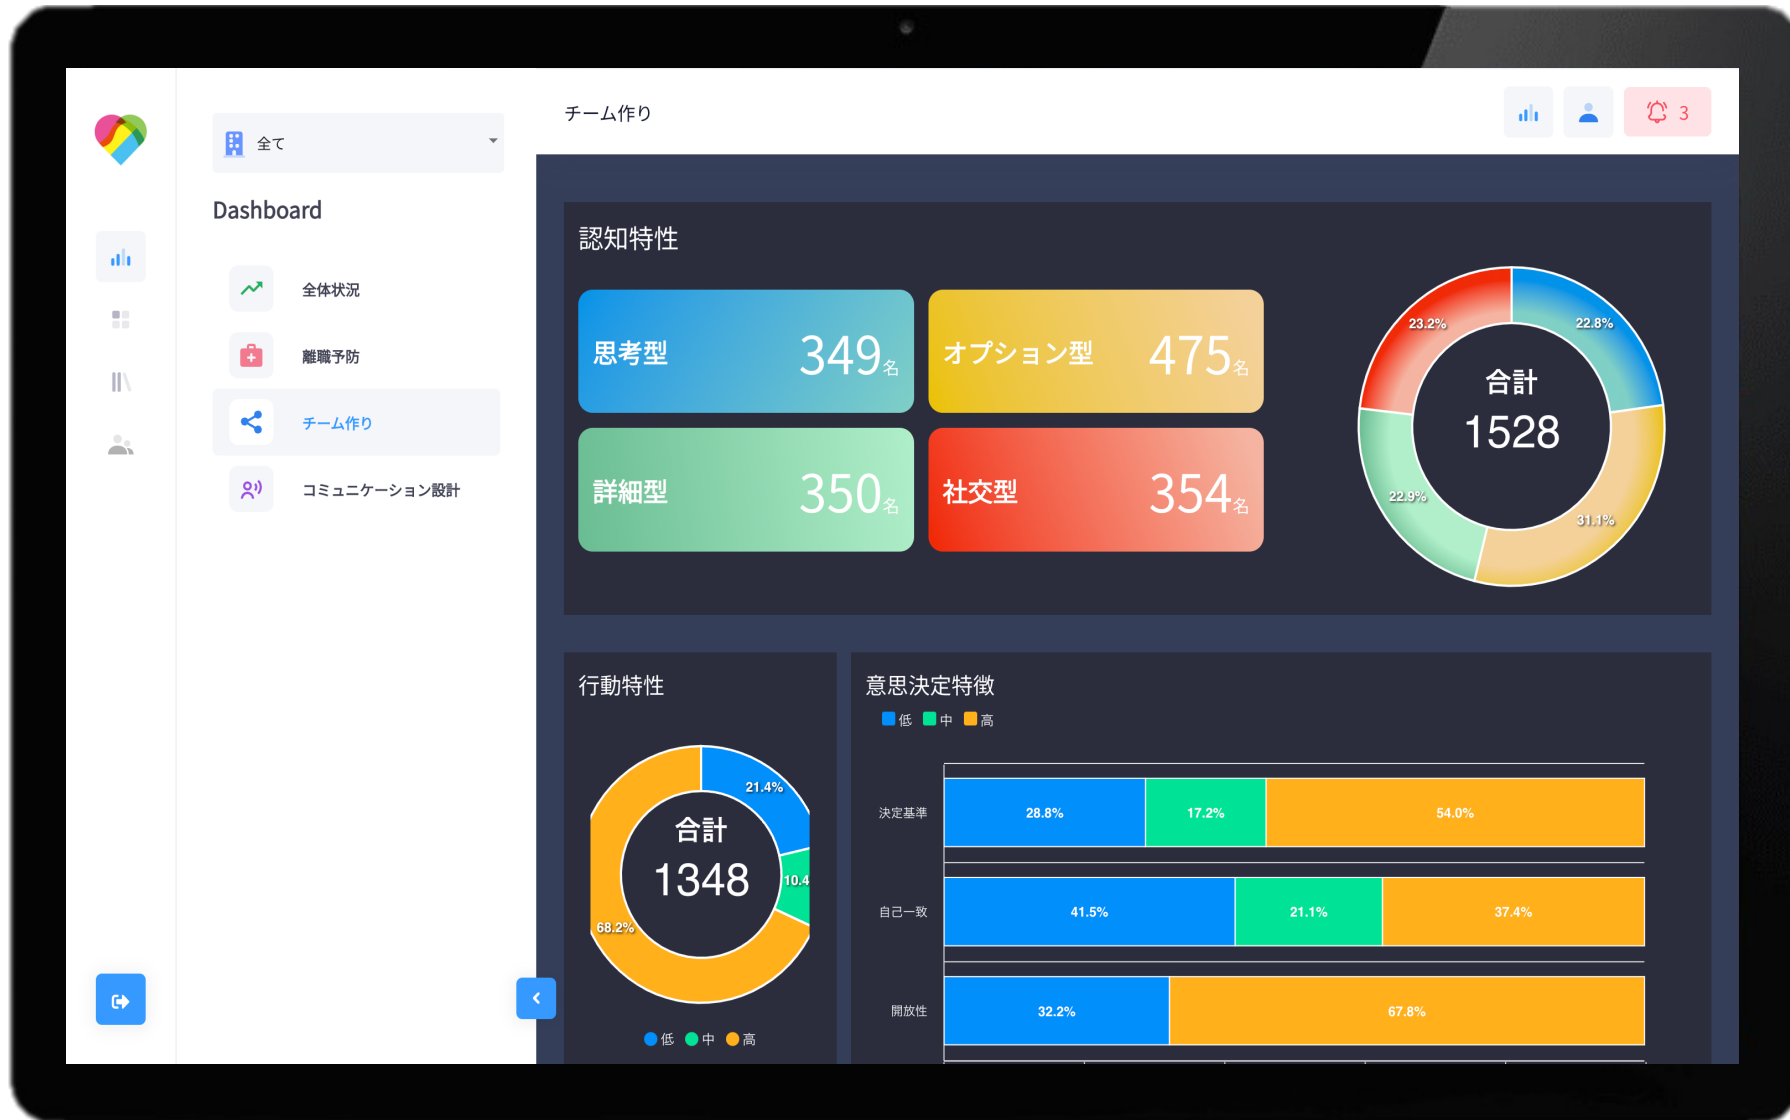 全て
Dashboard
全体状況
離職予防
チーム作り
コミュニケーション設計
チーム作り
3
認知特性
思考型 349名
オプション型 475名
詳細型 350名
社交型 354名
23.2%
22.8%
合計
1528
22.9%
31.1%
行動特性
21.4%
合計
1348
10.4
68.2%
低 中 高
意思決定特徴
低 中 高
決定基準 28.8% 17.2% 54.0%
自己一致 41.5% 21.1% 37.4%
開放性 32.2% 67.8%